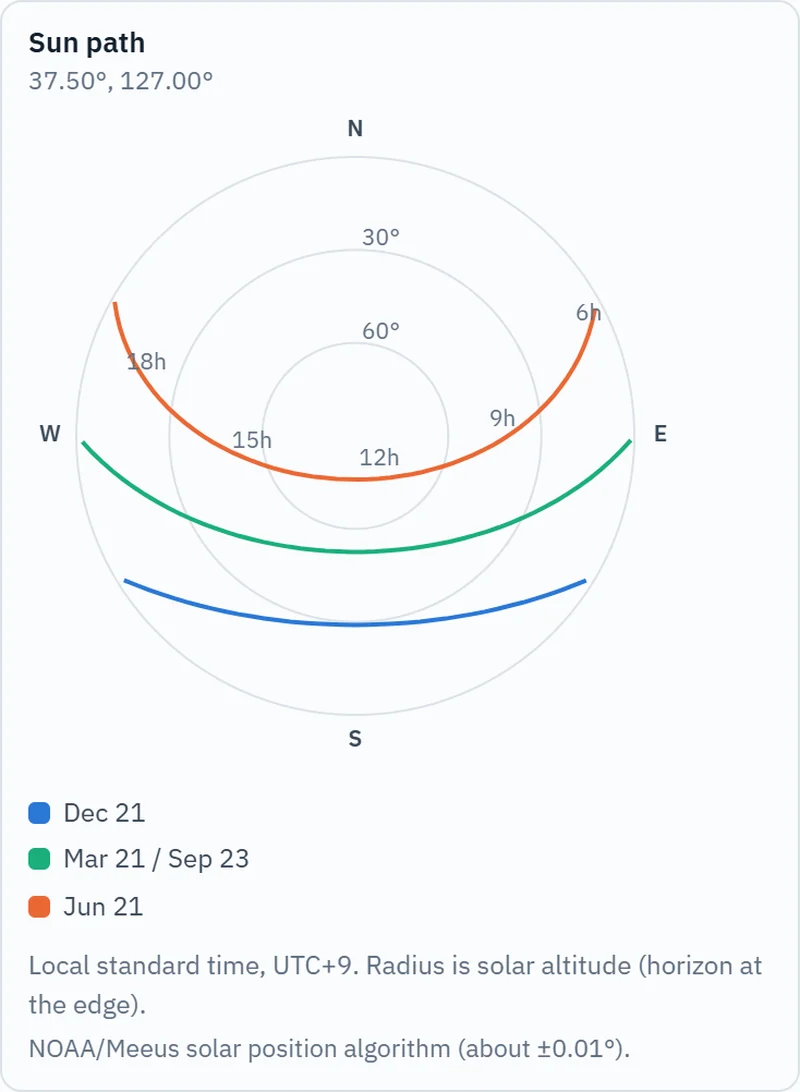 Sun path
37.50°, 127.00°
N
30°
60°
6h
18h
9h
15h
12h
W
E
S
Dec 21
Mar 21 / Sep 23
Jun 21
Local standard time, UTC+9. Radius is solar altitude (horizon at
the edge).
NOAA/Meeus solar position algorithm (about ±0.01°).